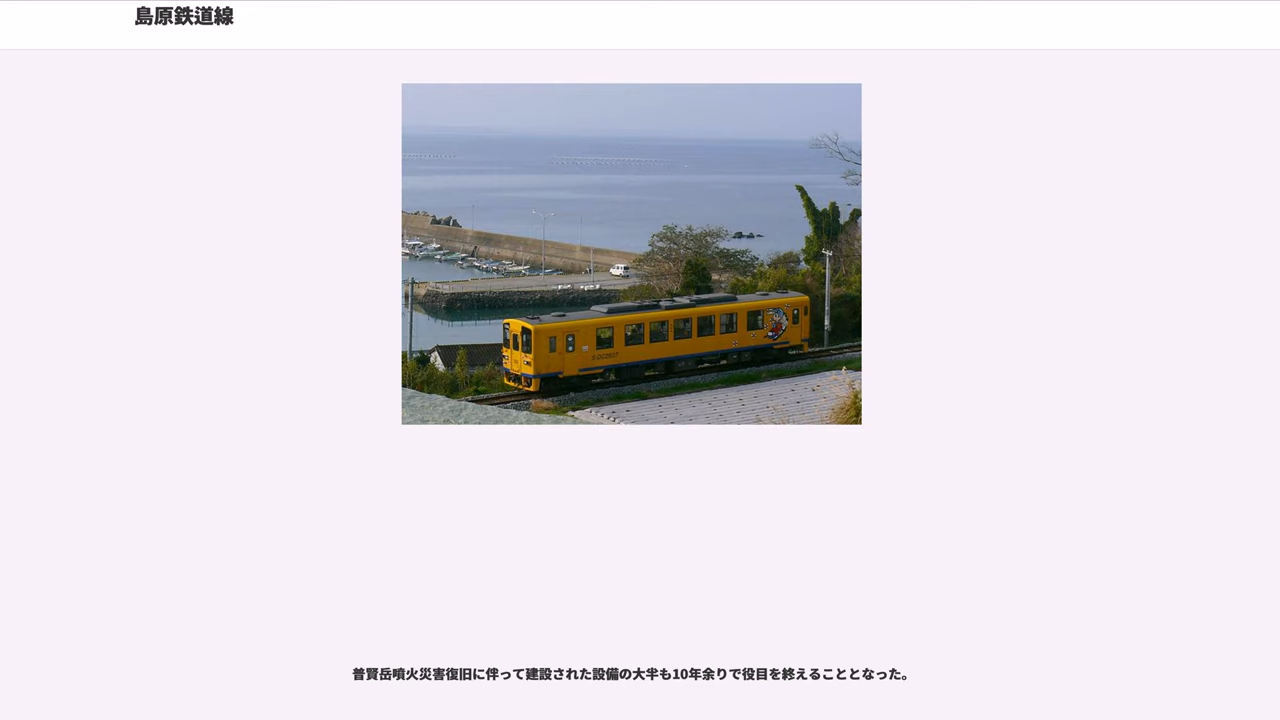 島原鉄道線
普賢岳噴火災害復旧に伴って建設された設備の大半も10年余りで役目を終えることとなった。